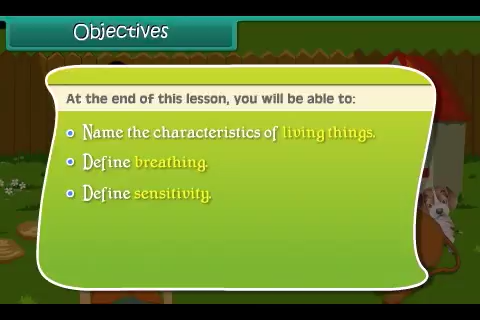 Objectives
At the end of this lesson, you will be able to:
Name the characteristics of living things.
Define breathing.
Define sensitivity.